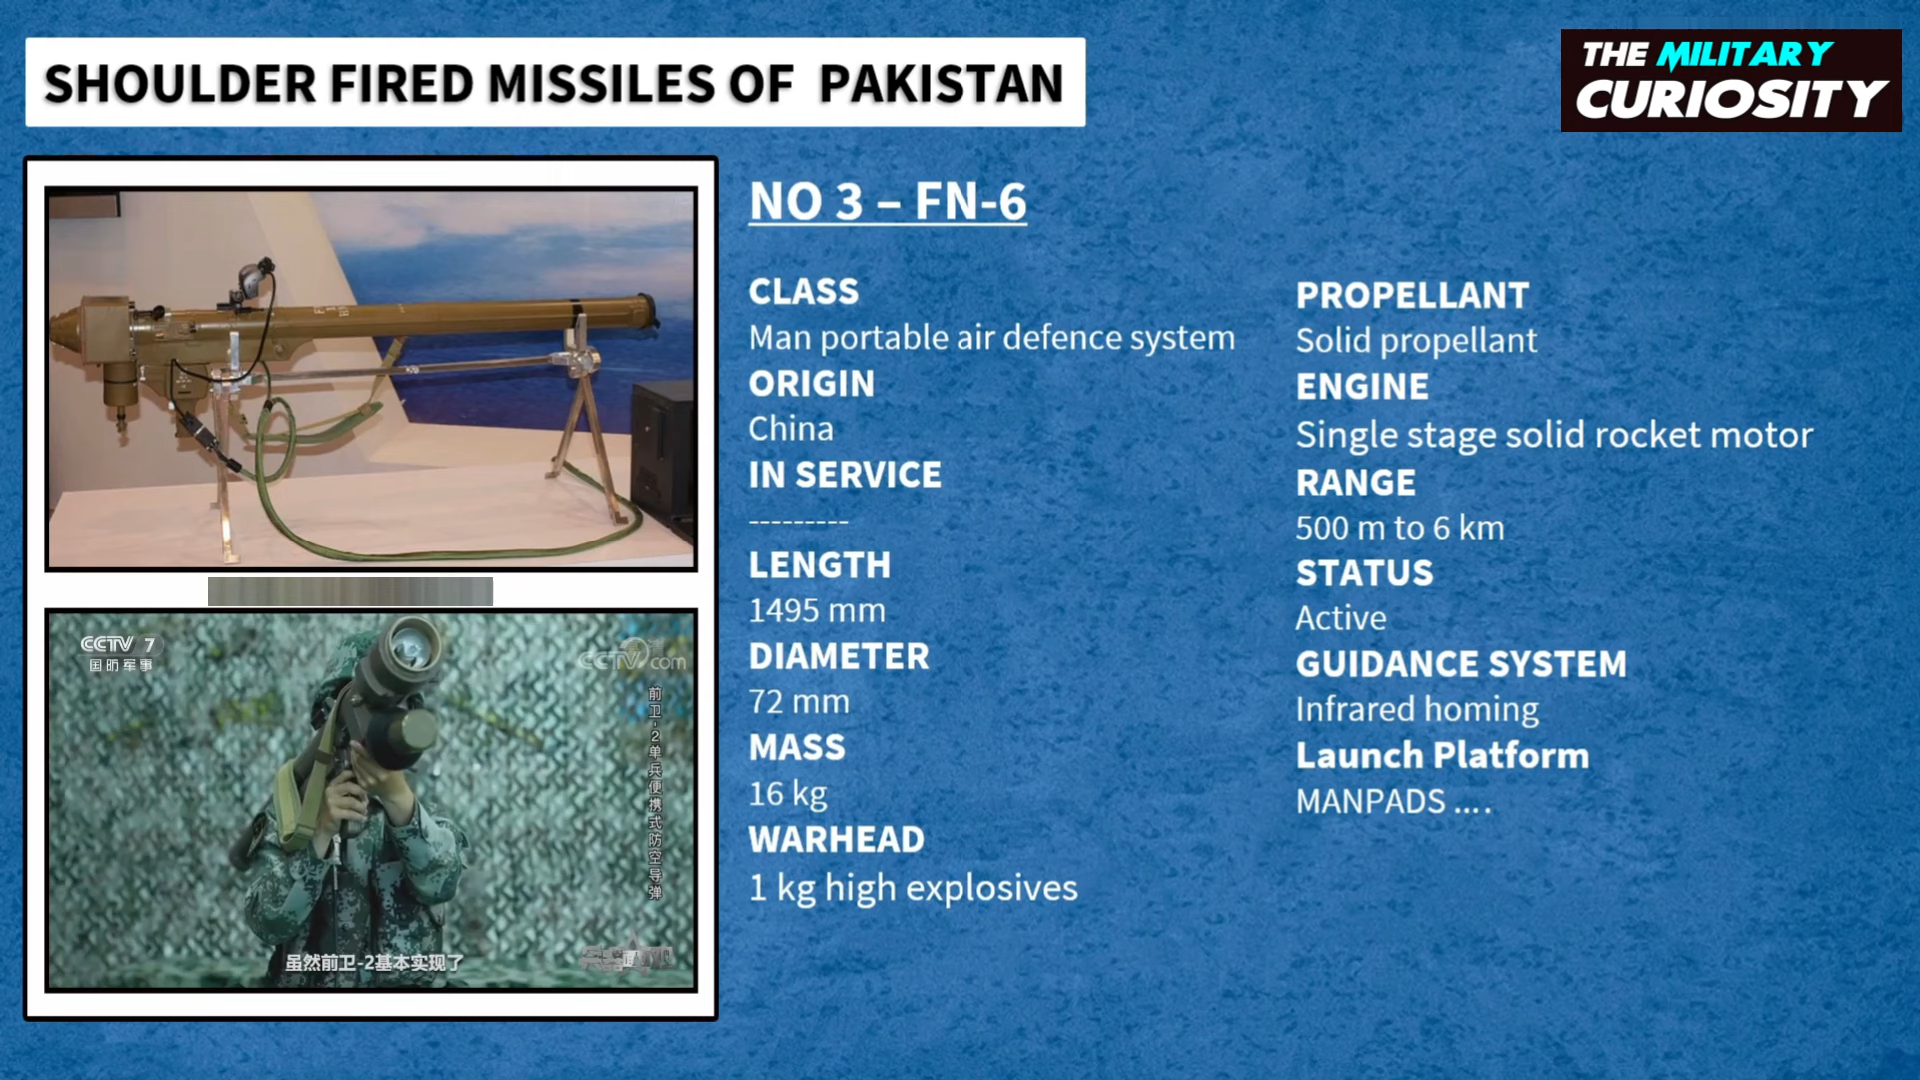 SHOULDER FIRED MISSILES OF PAKISTAN
THE MILITARY
CURIOSITY
NO 3 – FN-6
CLASS
Man portable air defence system
ORIGIN
China
IN SERVICE
---------
LENGTH
1495 mm
DIAMETER
72 mm
MASS
16 kg
WARHEAD
1 kg high explosives
PROPELLANT
Solid propellant
ENGINE
Single stage solid rocket motor
RANGE
500 m to 6 km
STATUS
Active
GUIDANCE SYSTEM
Infrared homing
Launch Platform
MANPADS ....
CCTV 7
国防军事
CCTV.com
前卫-2单兵便携式防空导弹
虽然前卫-2基本实现了